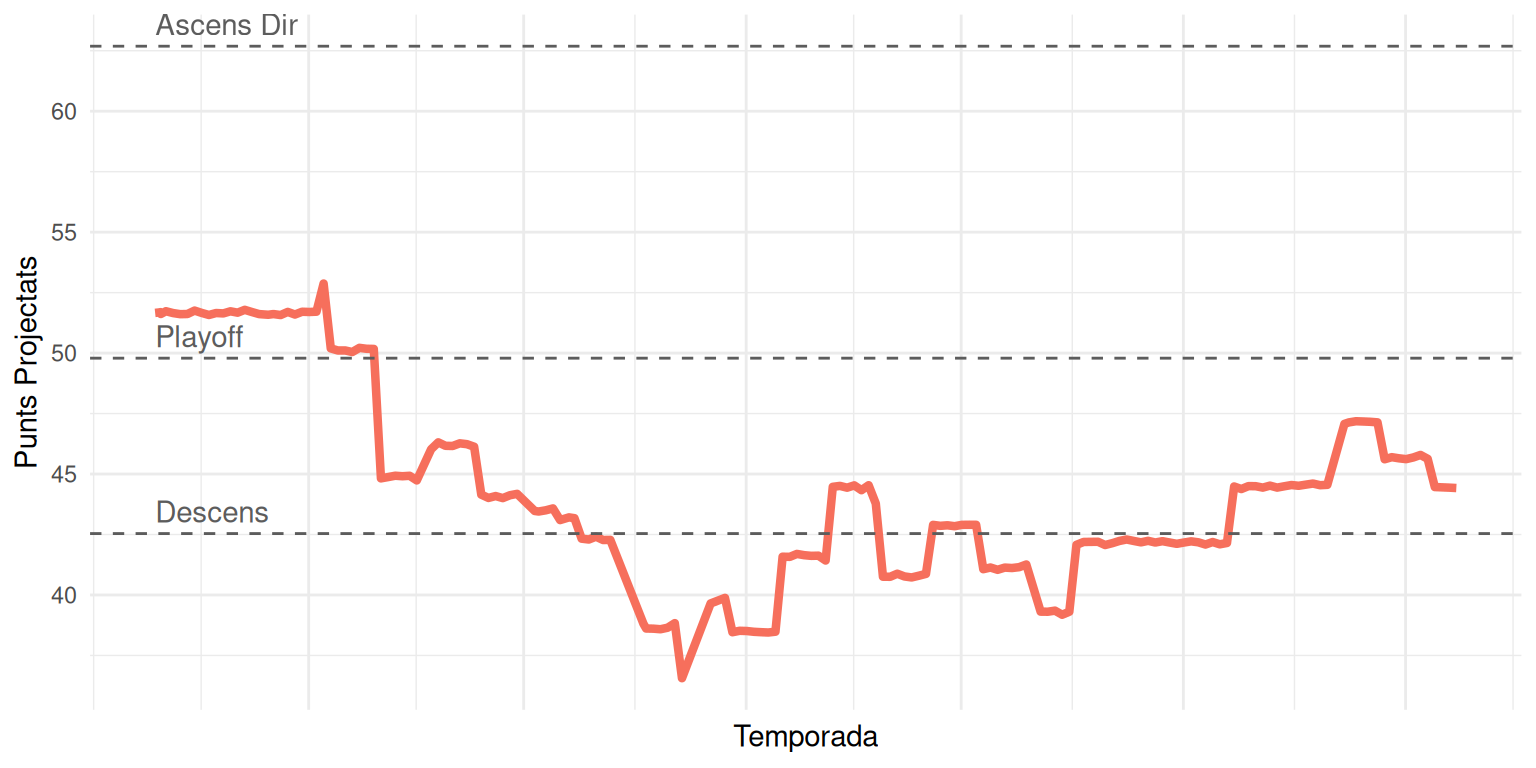 Ascens Dir
60
55
Playoff
50
45
Descens
40
Punts Projectats
Temporada